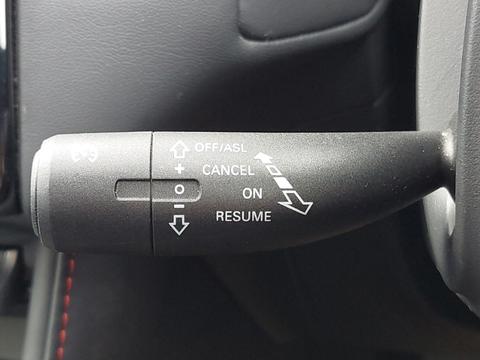 OFF/ASL
+ CANCEL
O ON
− RESUME